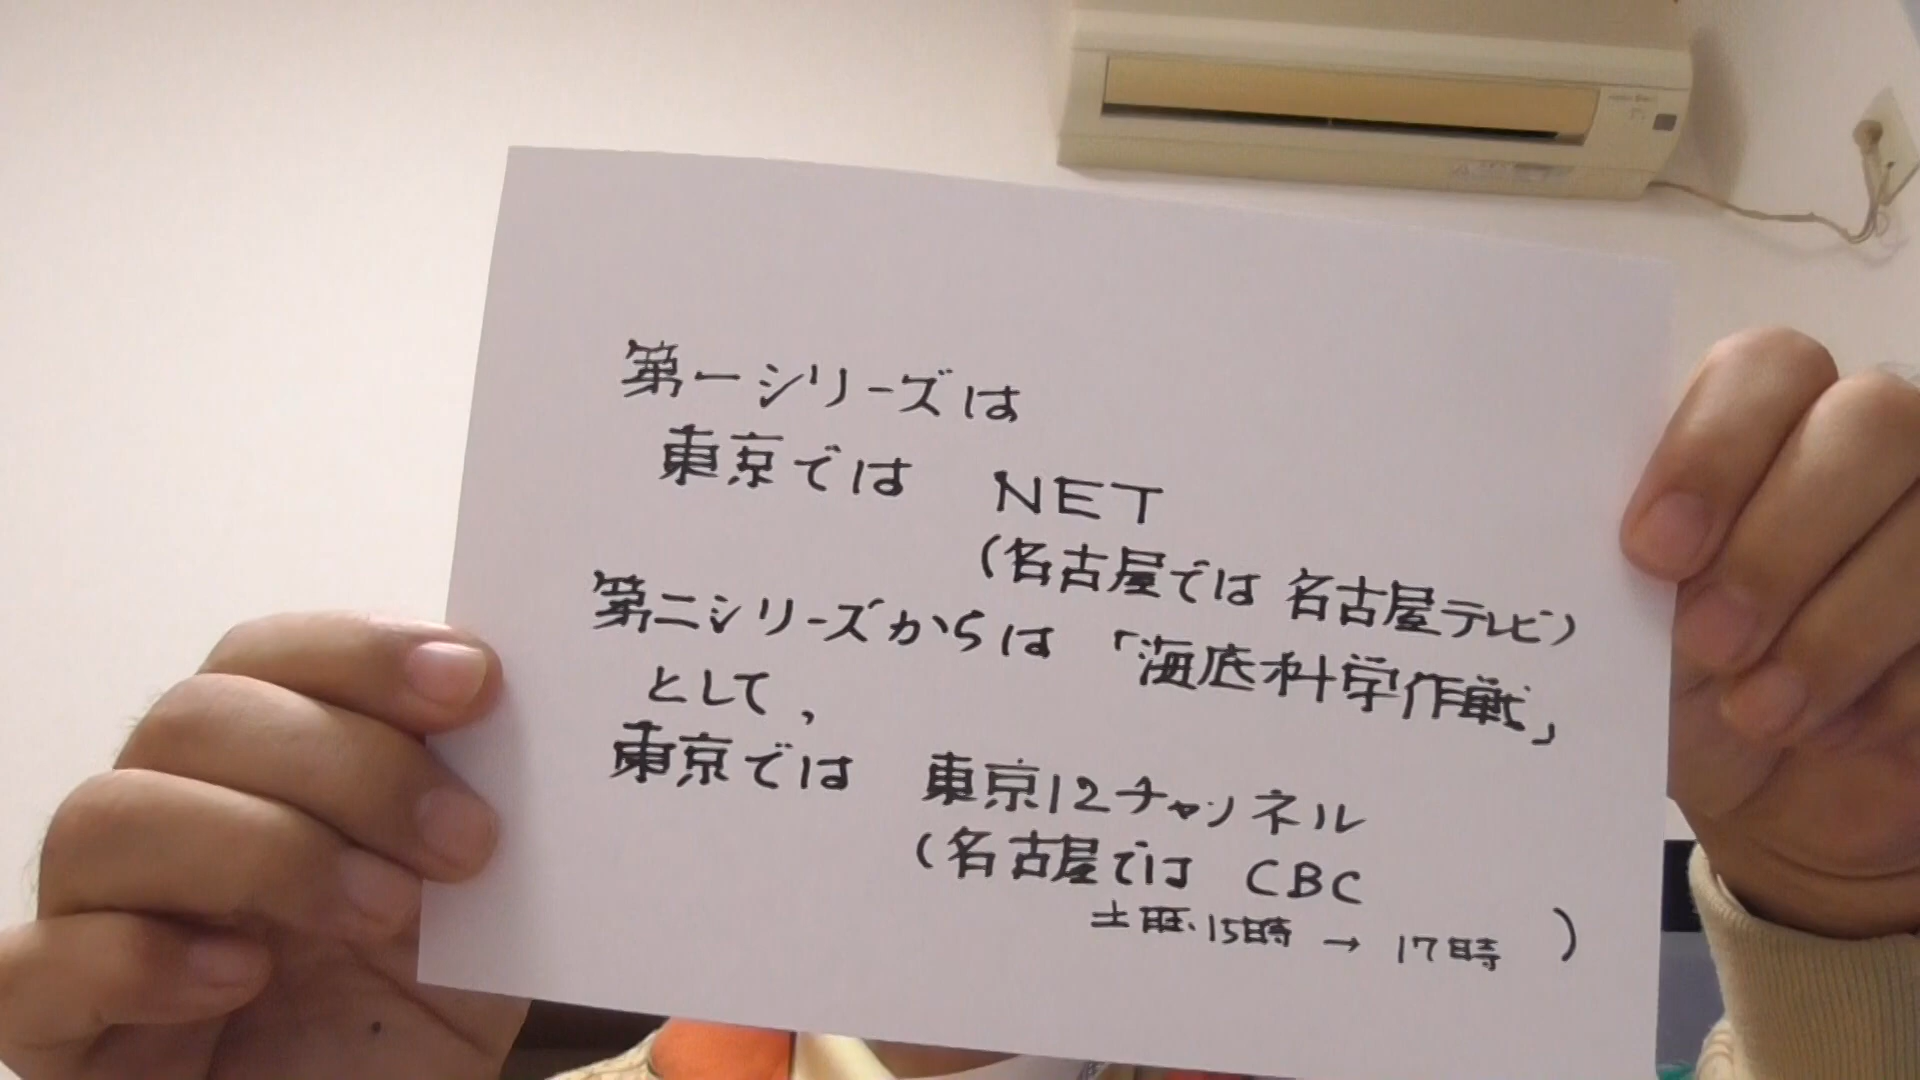 第一シリーズは
東京では NET
(名古屋では 名古屋テレビ)
第二シリーズからは 「海底科学作戦」
として,
東京では 東京12チャンネル
(名古屋では CBC
土曜、15時 → 17時 )